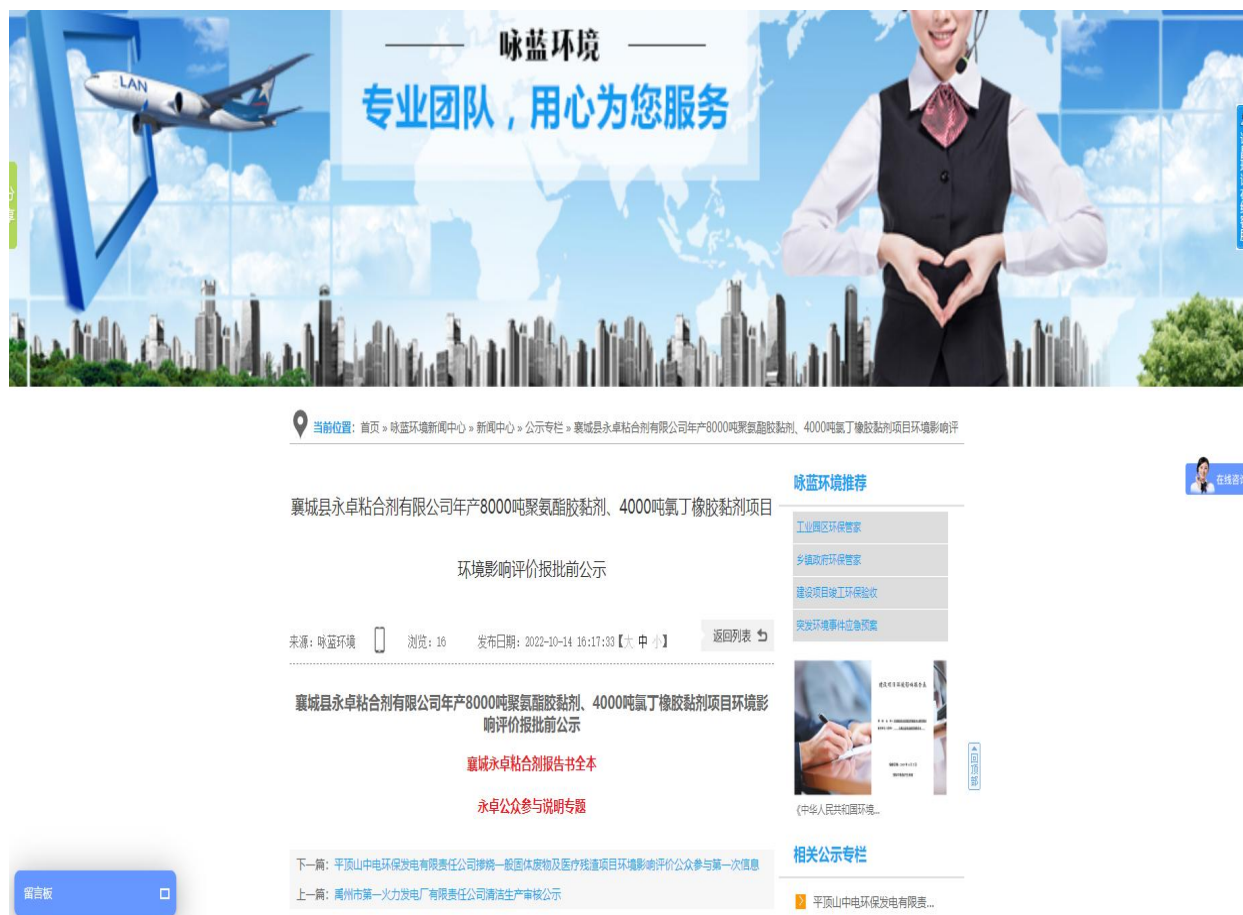 咏蓝环境
LAN
专业团队，用心为您服务
当前位置：首页 » 咏蓝环境新闻中心 » 新闻中心 » 公示专栏 » 襄城县永卓粘合剂有限公司年产8000吨聚氨酯胶黏剂、4000吨氯丁橡胶黏剂项目环境影响评
襄城县永卓粘合剂有限公司年产8000吨聚氨酯胶黏剂、4000吨氯丁橡胶黏剂项目
环境影响评价报批前公示
来源：咏蓝环境 浏览：16 发布日期：2022-10-14 16:17:33【大 中 小】 返回列表
襄城县永卓粘合剂有限公司年产8000吨聚氨酯胶黏剂、4000吨氯丁橡胶黏剂项目环境影
响评价报批前公示
襄城永卓粘合剂报告书全本
永卓公众参与说明专题
下一篇：平顶山中电环保发电有限责任公司掺烧一般固体废物及医疗残渣项目环境影响评价公众参与第一次信息
上一篇：禹州市第一火力发电厂有限责任公司清洁生产审核公示
咏蓝环境推荐
工业园区环保管家
乡镇政府环保管家
建设项目竣工环保验收
突发环境事件应急预案
《中华人民共和国环境...
相关公示专栏
平顶山中电环保发电有限责...
在线咨
回顶部
留言板